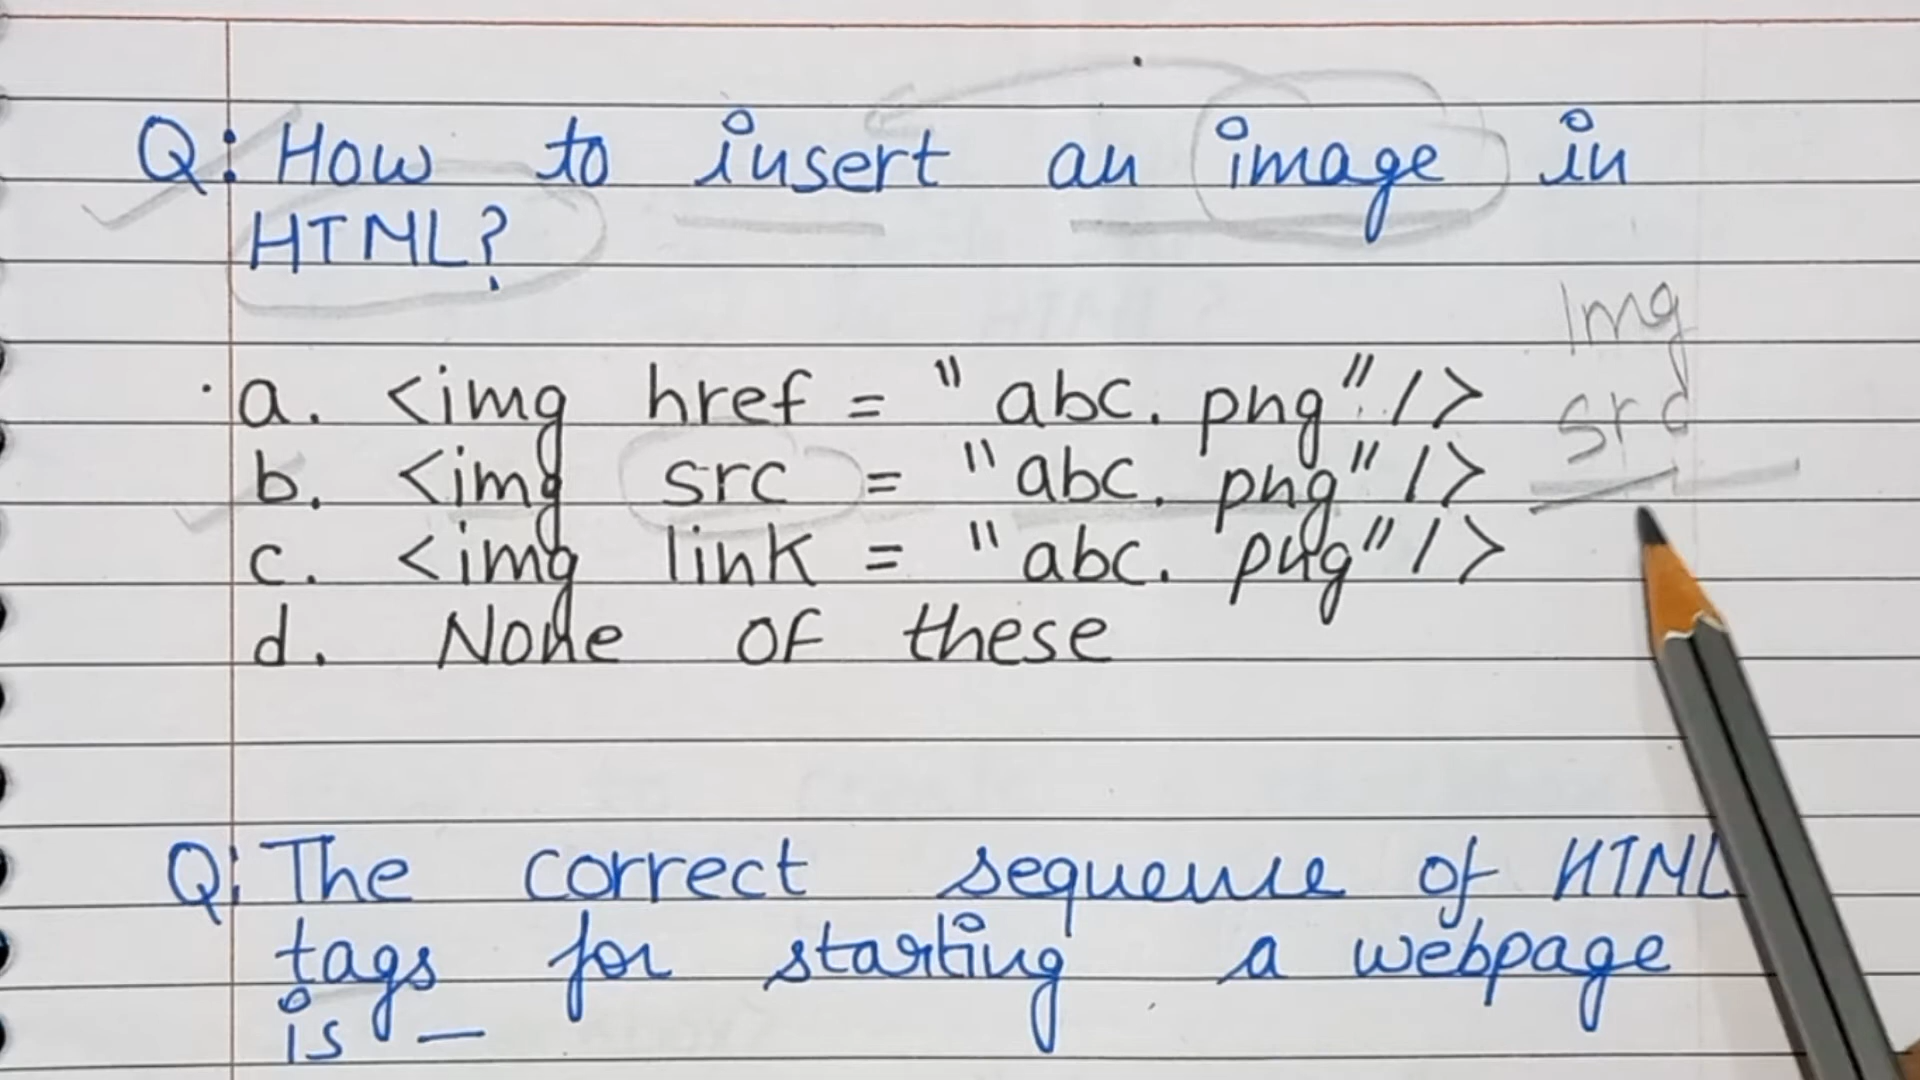 Q: How to insert an image in
HTML?
Img
src
a. <img href = "abc.png"/>
b. <img src = "abc.png"/>
c. <img link = "abc.png"/>
d. None of these
Q: The correct sequence of HTML
tags for starting a webpage
is _